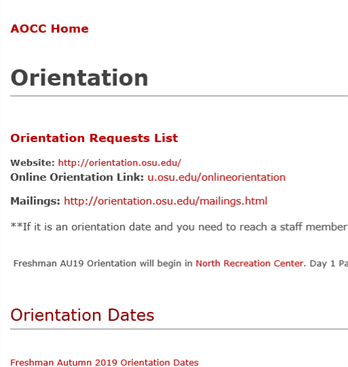 AOCC Home
Orientation
Orientation Requests List
Website: http://orientation.osu.edu/
Online Orientation Link: u.osu.edu/onlineorientation
Mailings: http://orientation.osu.edu/mailings.html
**If it is an orientation date and you need to reach a staff member
Freshman AU19 Orientation will begin in North Recreation Center. Day 1 Pa
Orientation Dates
Freshman Autumn 2019 Orientation Dates